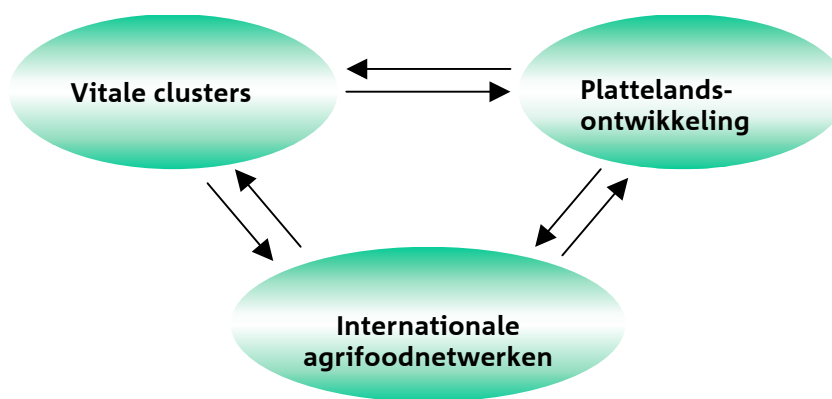 Vitale clusters
Plattelands-
ontwikkeling
Internationale
agrifoodnetwerken